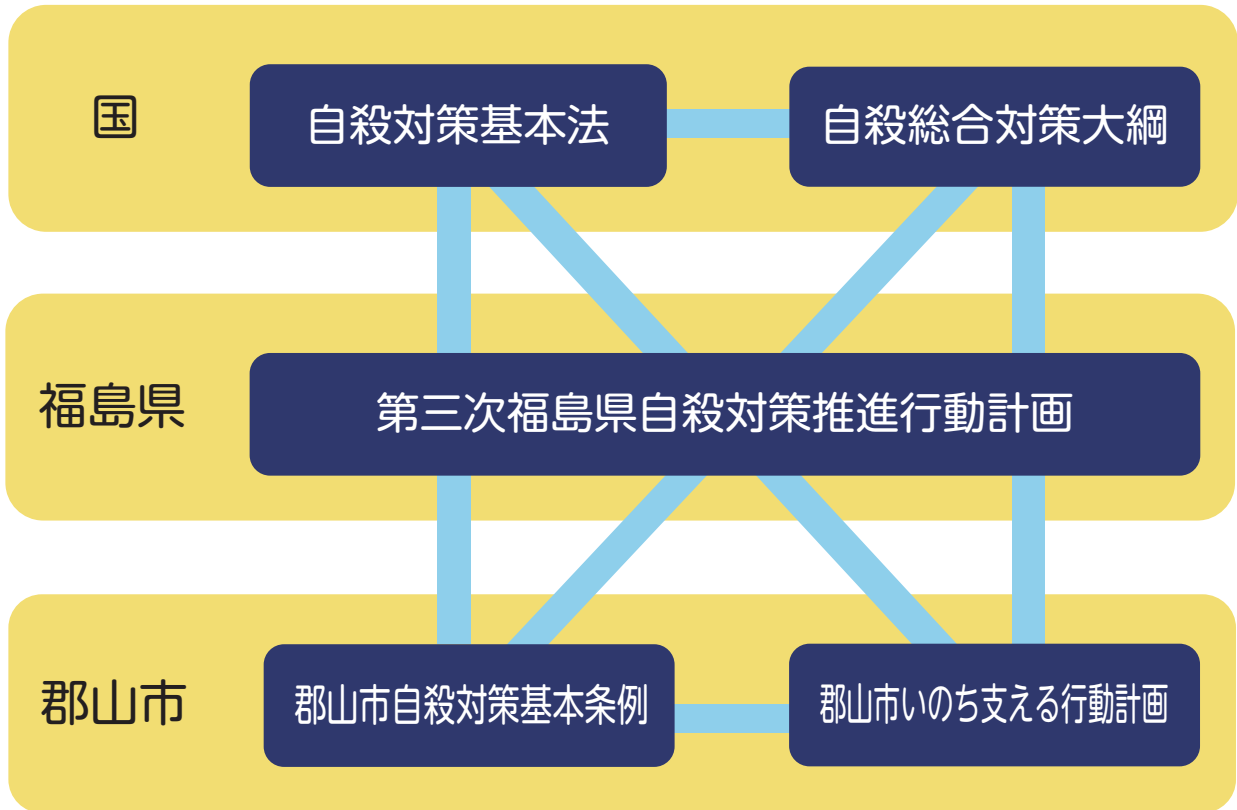 国
自殺対策基本法
自殺総合対策大綱
福島県
第三次福島県自殺対策推進行動計画
郡山市
郡山市自殺対策基本条例
郡山市いのち支える行動計画